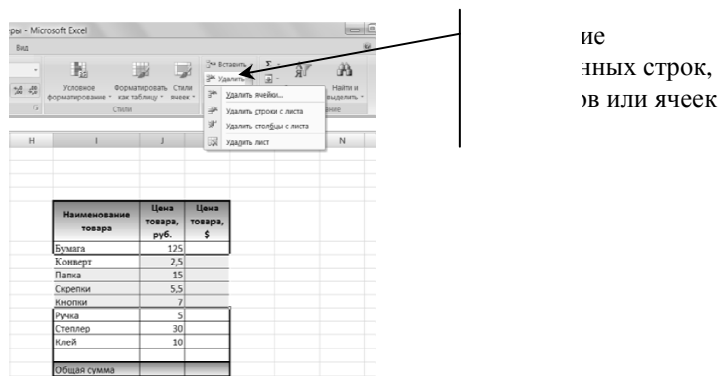 ры - Microsoft Excel
Вид
Условное форматирование
Форматировать как таблицу
Стили ячеек
Стили
Вставить
Удалить
Найти и выделить
Удалить ячейки...
Удалить строки с листа
Удалить столбцы с листа
Удалить лист
ие
нных строк,
ов или ячеек
H I J N
Наименование товара
Цена товара, руб.
Цена товара, $
Бумага 125
Конверт 2,5
Папка 15
Скрепки 5,5
Кнопки 7
Ручка 5
Степлер 30
Клей 10
Общая сумма